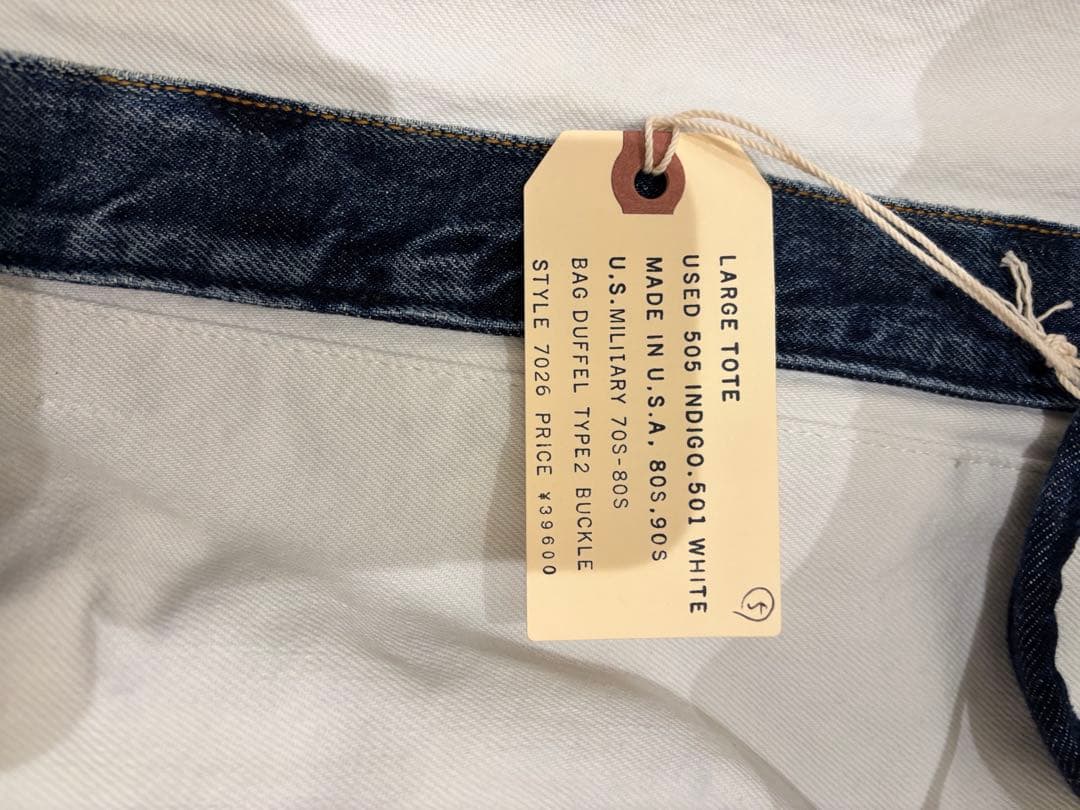 LARGE TOTE
USED 505 INDIGO.501 WHITE
MADE IN U.S.A. 80S.90S
U.S.MILITARY 70S-80S
BAG DUFFEL TYPE2 BUCKLE
STYLE 7026 PRICE ¥39600
5